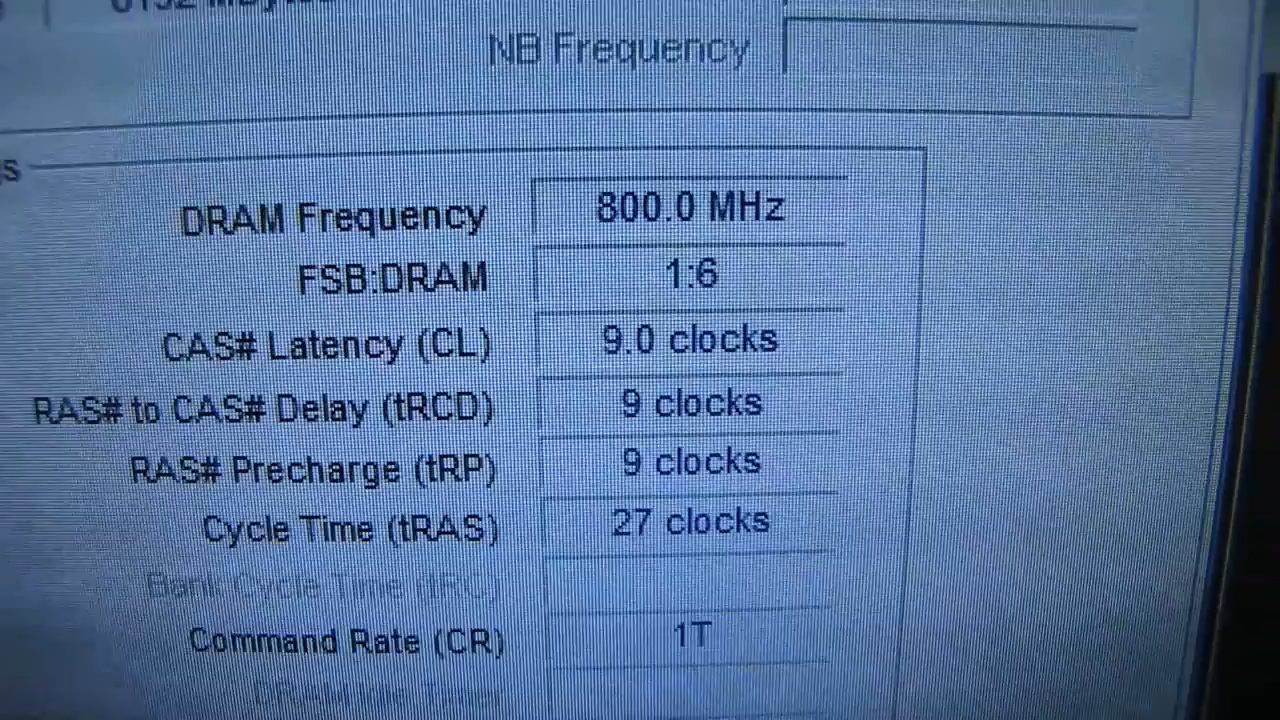 NB Frequency
s
DRAM Frequency 800.0 MHz
FSB:DRAM 1:6
CAS# Latency (CL) 9.0 clocks
RAS# to CAS# Delay (tRCD) 9 clocks
RAS# Precharge (tRP) 9 clocks
Cycle Time (tRAS) 27 clocks
Bank Cycle Time (tRC)
Command Rate (CR) 1T